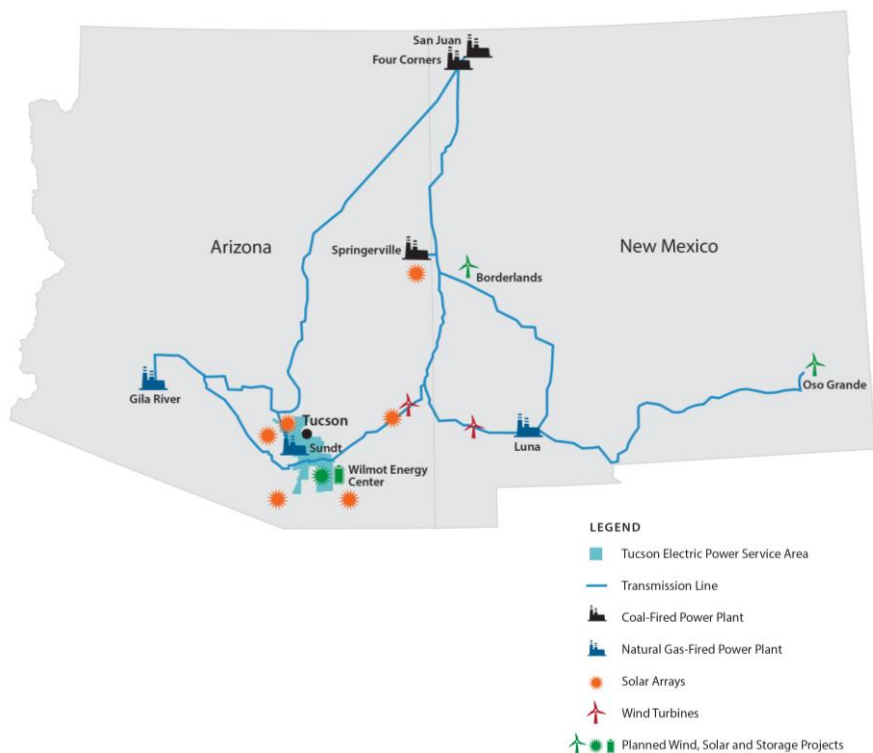 San Juan
Four Corners
Arizona
New Mexico
Springerville
Borderlands
Gila River
Oso Grande
Tucson
Sundt
Luna
Wilmot Energy
Center
LEGEND
Tucson Electric Power Service Area
Transmission Line
Coal-Fired Power Plant
Natural Gas-Fired Power Plant
Solar Arrays
Wind Turbines
Planned Wind, Solar and Storage Projects